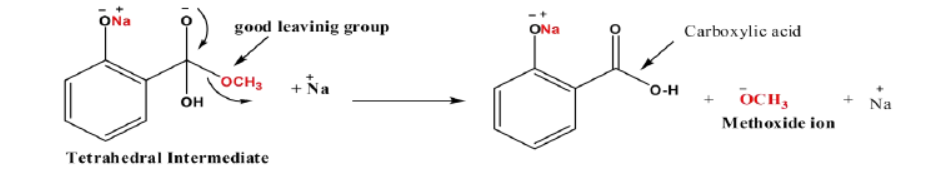 − +
ONa
−
O
good leavinig group
OCH3
OH
+ Na+
Tetrahedral Intermediate
− +
ONa
O
Carboxylic acid
O-H
+
−
OCH3
Methoxide ion
+
+
Na